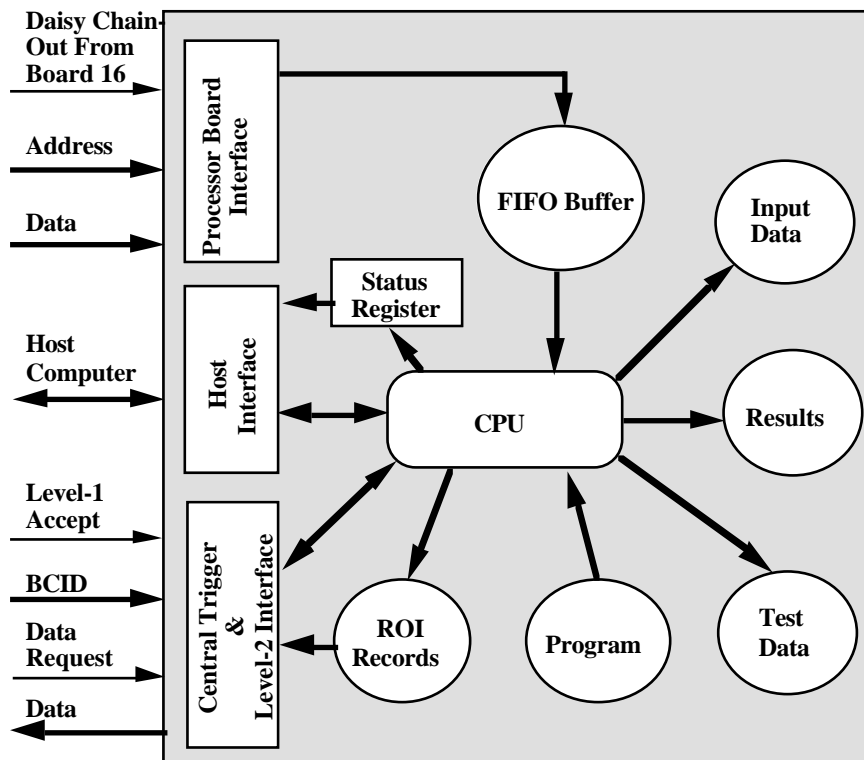 Daisy Chain-
Out From
Board 16
Address
Data
Host
Computer
Level-1
Accept
BCID
Data
Request
Data
Processor Board
Interface
Host
Interface
Central Trigger
&
Level-2 Interface
Status
Register
FIFO Buffer
Input
Data
CPU
Results
ROI
Records
Program
Test
Data